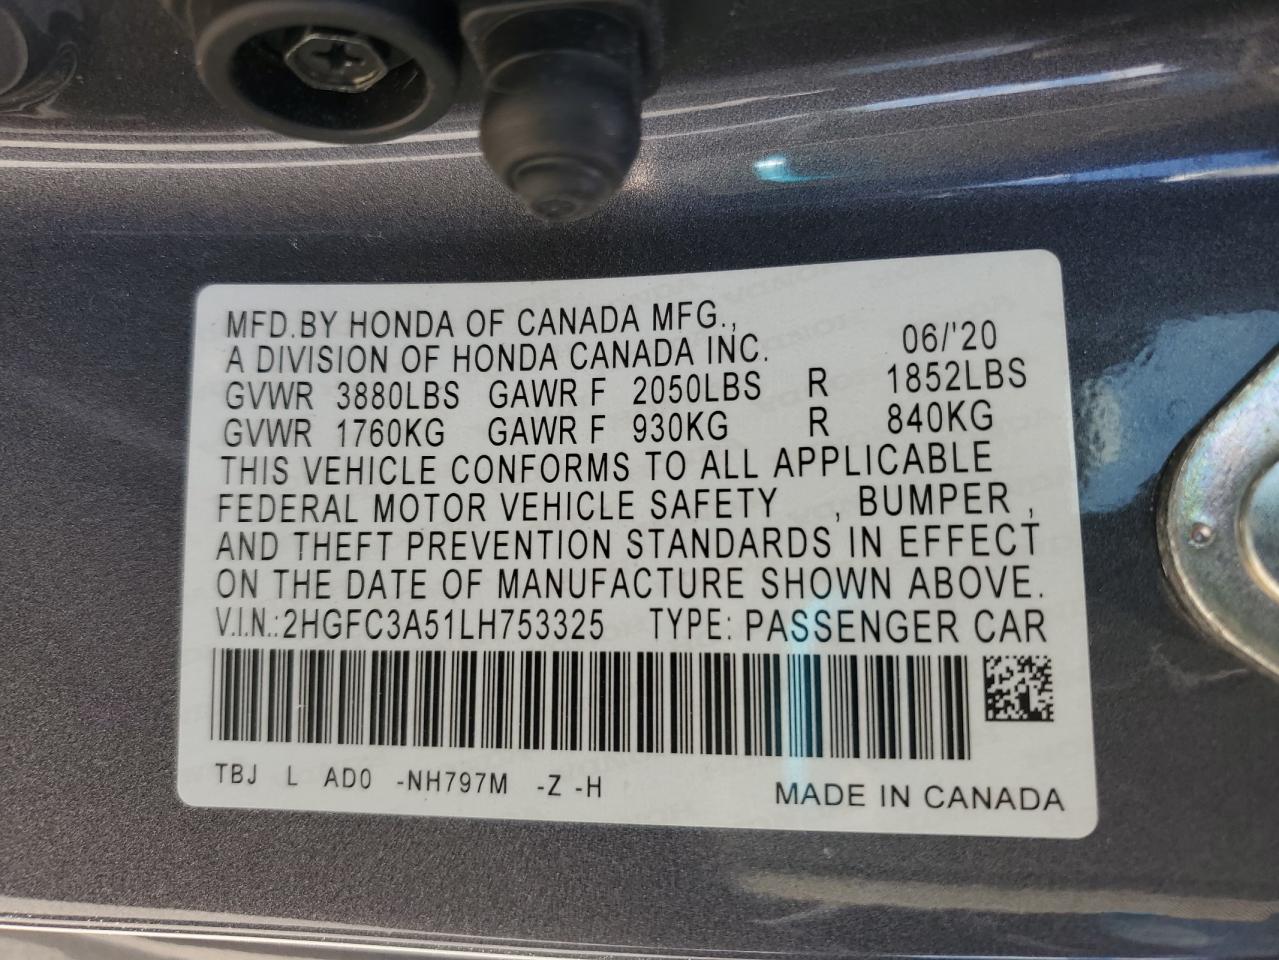 MFD.BY HONDA OF CANADA MFG.,
A DIVISION OF HONDA CANADA INC. 06/'20
GVWR 3880LBS GAWR F 2050LBS R 1852LBS
GVWR 1760KG GAWR F 930KG R 840KG
THIS VEHICLE CONFORMS TO ALL APPLICABLE
FEDERAL MOTOR VEHICLE SAFETY , BUMPER ,
AND THEFT PREVENTION STANDARDS IN EFFECT
ON THE DATE OF MANUFACTURE SHOWN ABOVE.
V.I.N.:2HGFC3A51LH753325 TYPE: PASSENGER CAR
TBJ L AD0 -NH797M -Z -H MADE IN CANADA